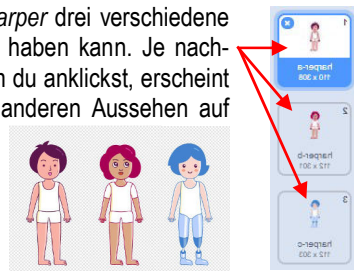 arper drei verschiedene
haben kann. Je nach-
n du anklickst, erscheint
anderen Aussehen auf
1
harper-a
110 x 308
2
harper-b
112 x 301
3
harper-c
112 x 303